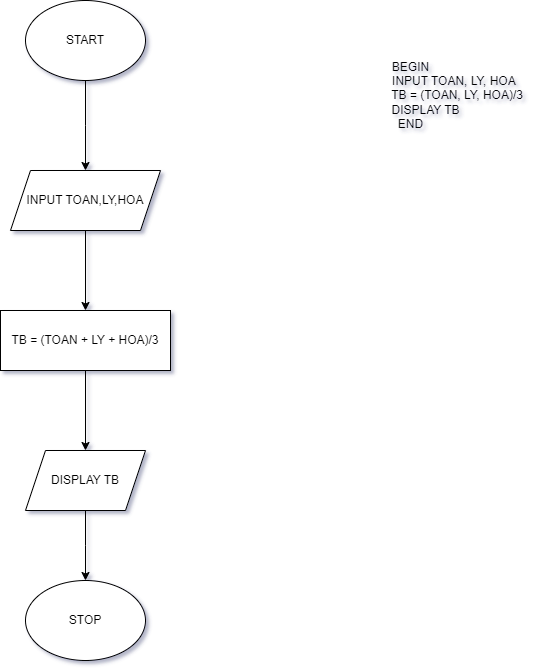 START
INPUT TOAN,LY,HOA
TB = (TOAN + LY + HOA)/3
DISPLAY TB
STOP
BEGIN
INPUT TOAN, LY, HOA
TB = (TOAN, LY, HOA)/3
DISPLAY TB
END